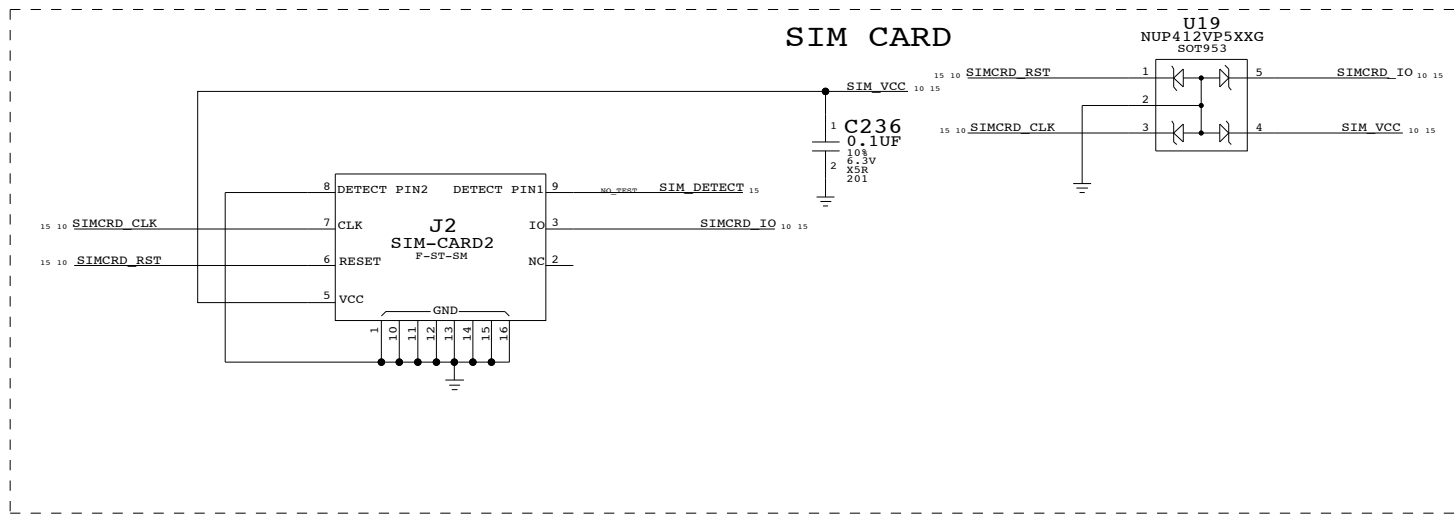 SIM CARD
U19
NUP412VP5XXG
SOT953
15 10 SIMCRD_RST 1 5 SIMCRD_IO 10 15
SIM_VCC 10 15
2
15 10 SIMCRD_CLK 3 4 SIM_VCC 10 15
1 C236
0.1UF
10%
6.3V
2 X5R
201
8 DETECT PIN2 DETECT PIN1 9 NO_TEST SIM_DETECT 15
15 10 SIMCRD_CLK 7 CLK J2 IO 3 SIMCRD_IO 10 15
SIM-CARD2
F-ST-SM
15 10 SIMCRD_RST 6 RESET NC 2
5 VCC
GND
1 10 11 12 13 14 15 16